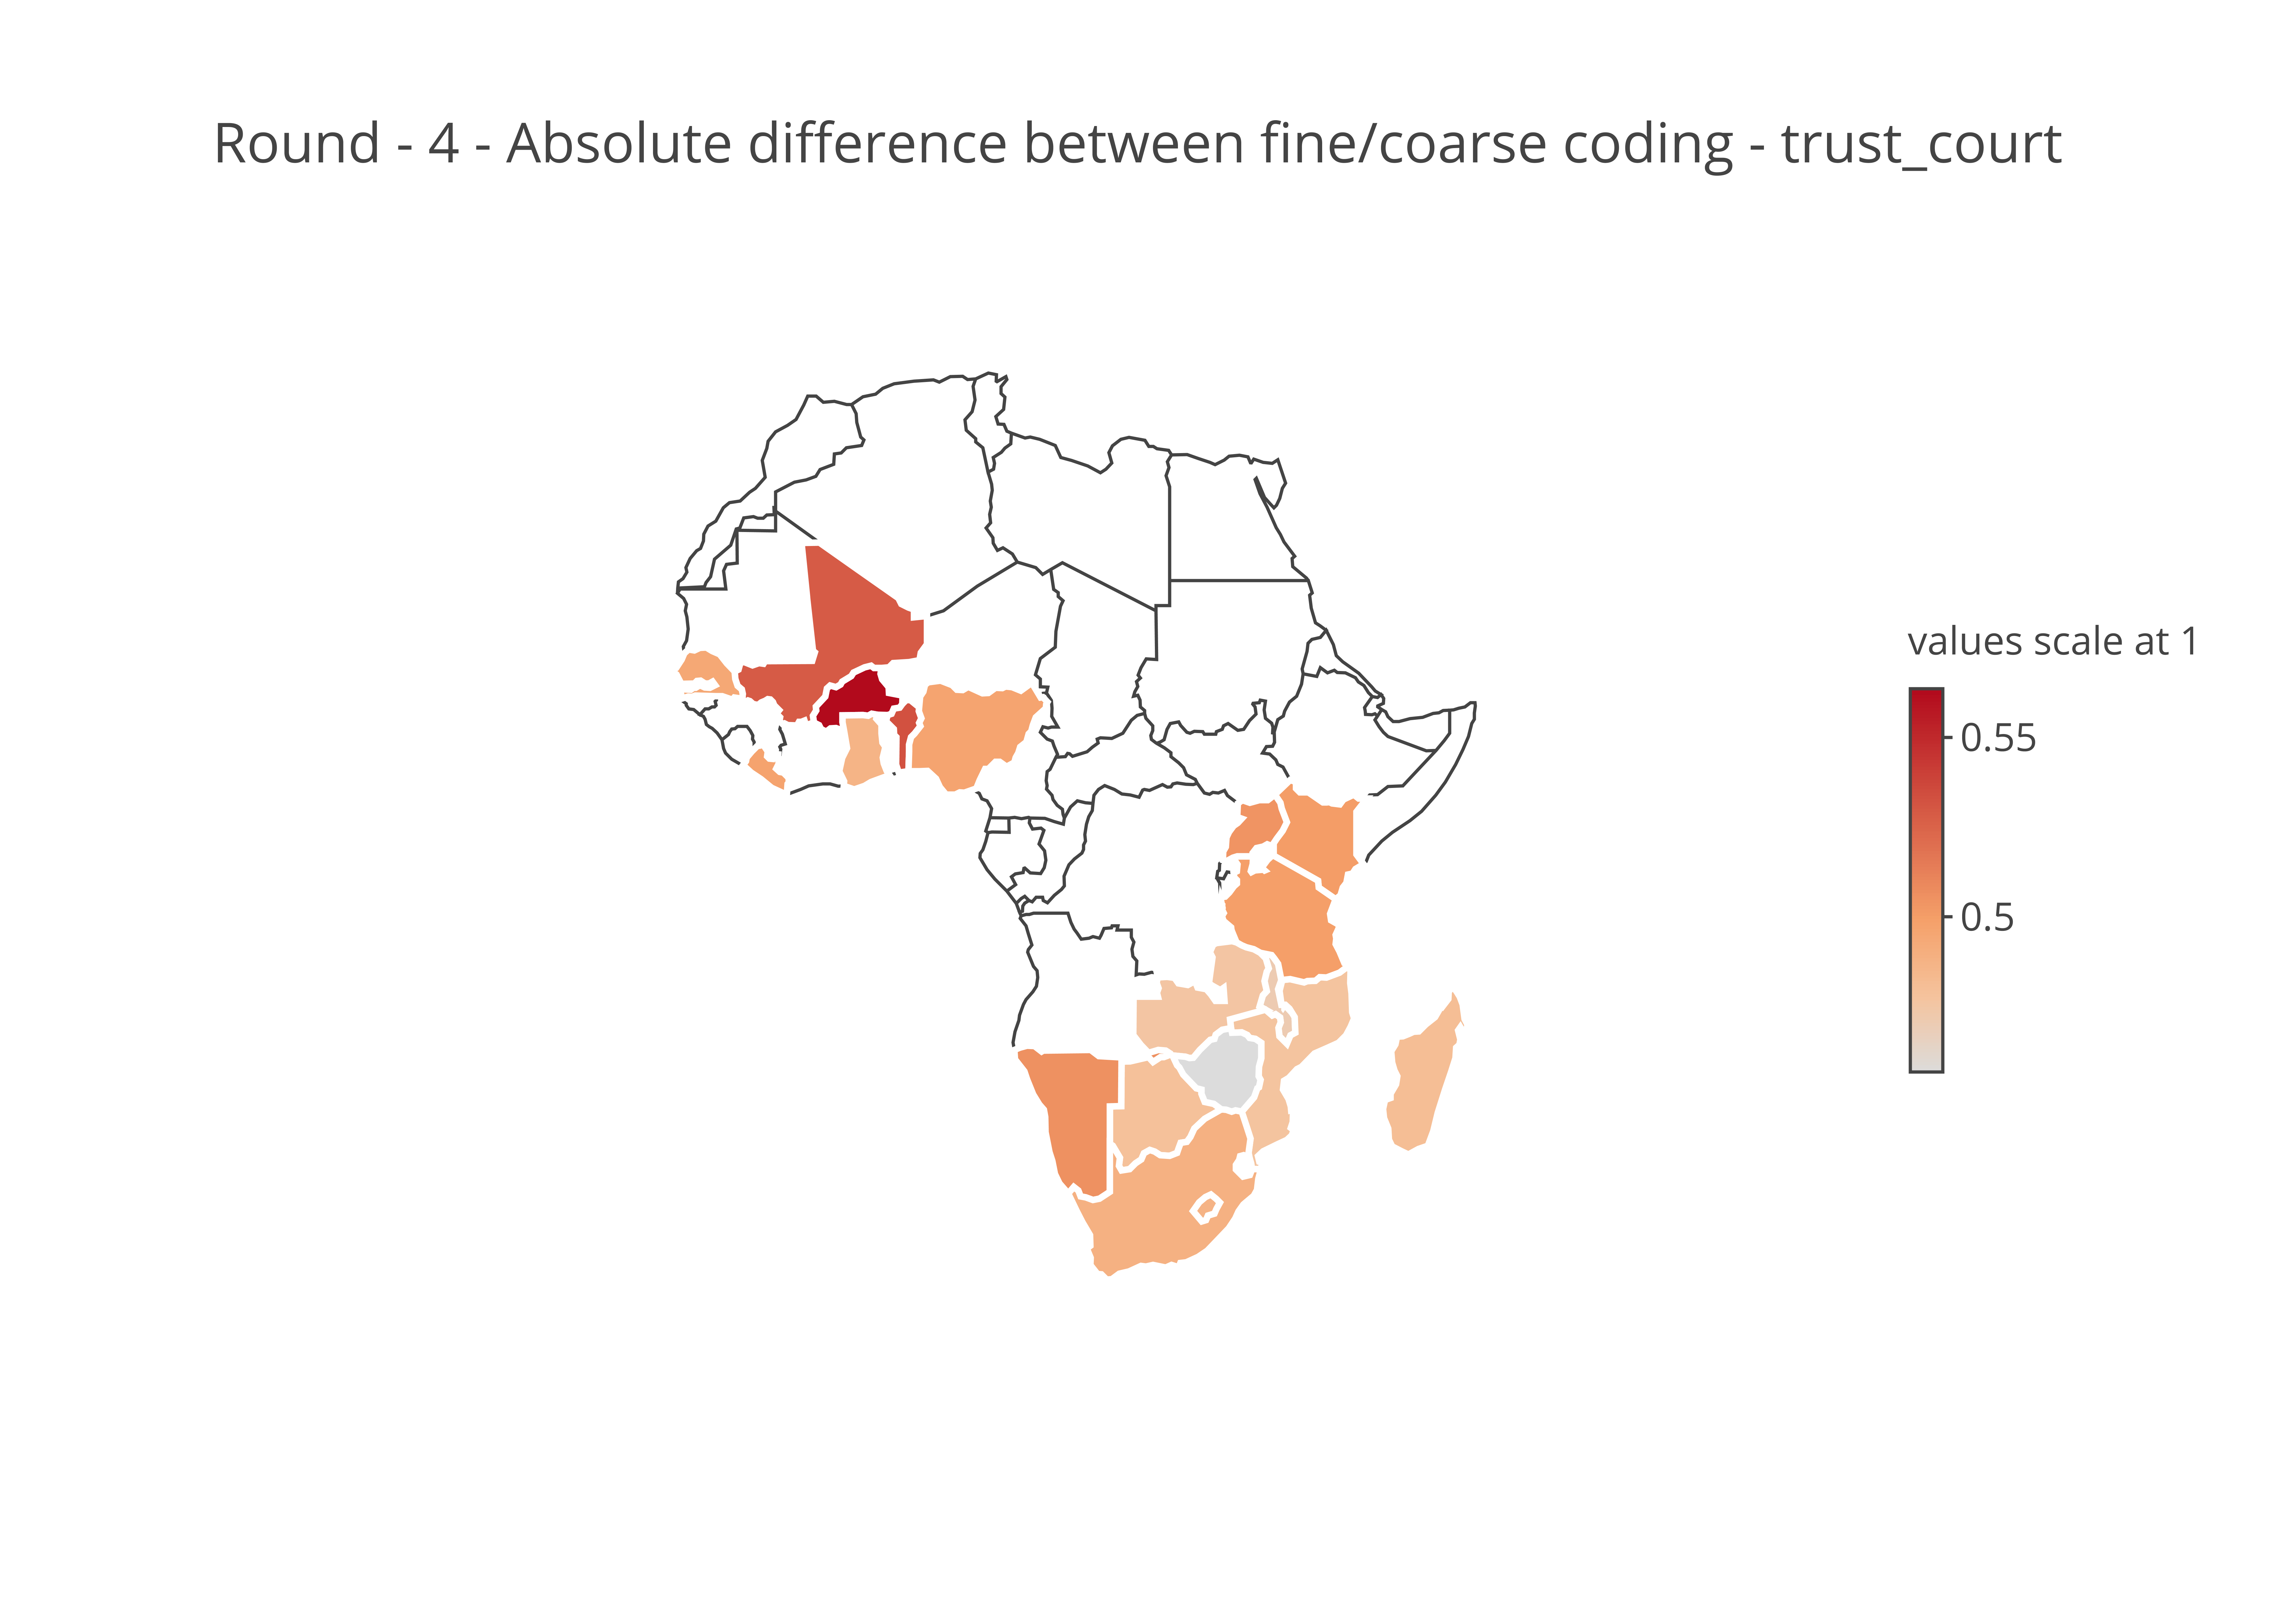 Round - 4 - Absolute difference between fine/coarse coding - trust_court
values scale at 1
0.55
0.5